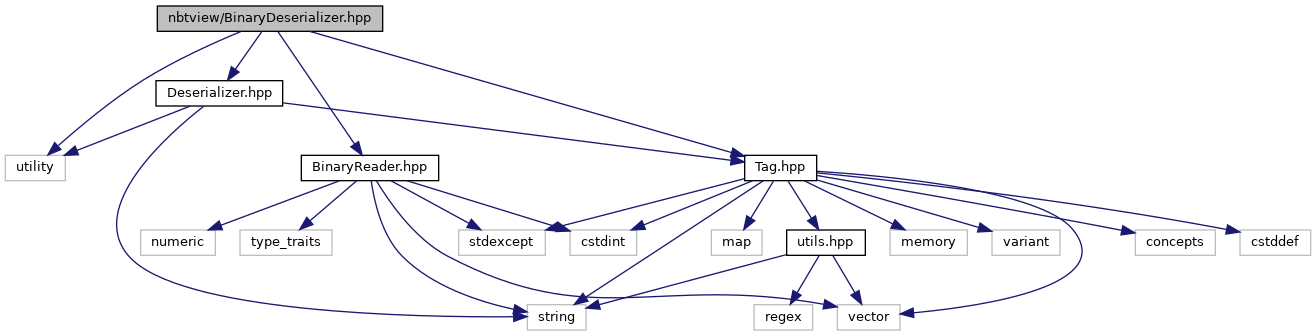 nbtview/BinaryDeserializer.hpp
Deserializer.hpp
utility
BinaryReader.hpp
Tag.hpp
numeric
type_traits
stdexcept
cstdint
map
utils.hpp
memory
variant
concepts
cstddef
string
regex
vector